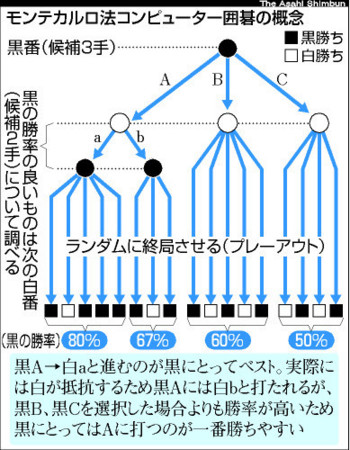 The Asahi Shimbun
モンテカルロ法コンピューター囲碁の概念
黒番(候補3手)
■黒勝ち
□白勝ち
A
B
C
a
b
黒の勝率の良いものは次の白番
(候補2手)について調べる
ランダムに終局させる(プレーアウト)
(黒の勝率) 80% 67% 60% 50%
黒A→白aと進むのが黒にとってベスト。実際に
は白が抵抗するため黒Aには白bと打たれるが、
黒B、黒Cを選択した場合よりも勝率が高いため
黒にとってはAに打つのが一番勝ちやすい